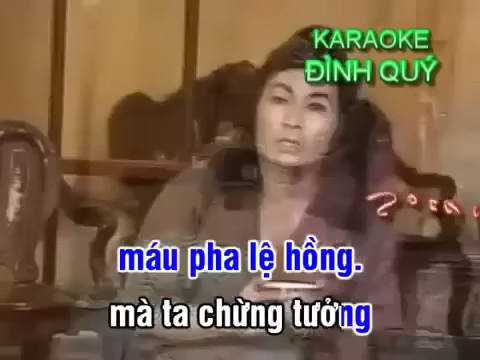 KARAOKE
ĐÌNH QUÝ
máu pha lệ hồng.
mà ta chừng tưởng